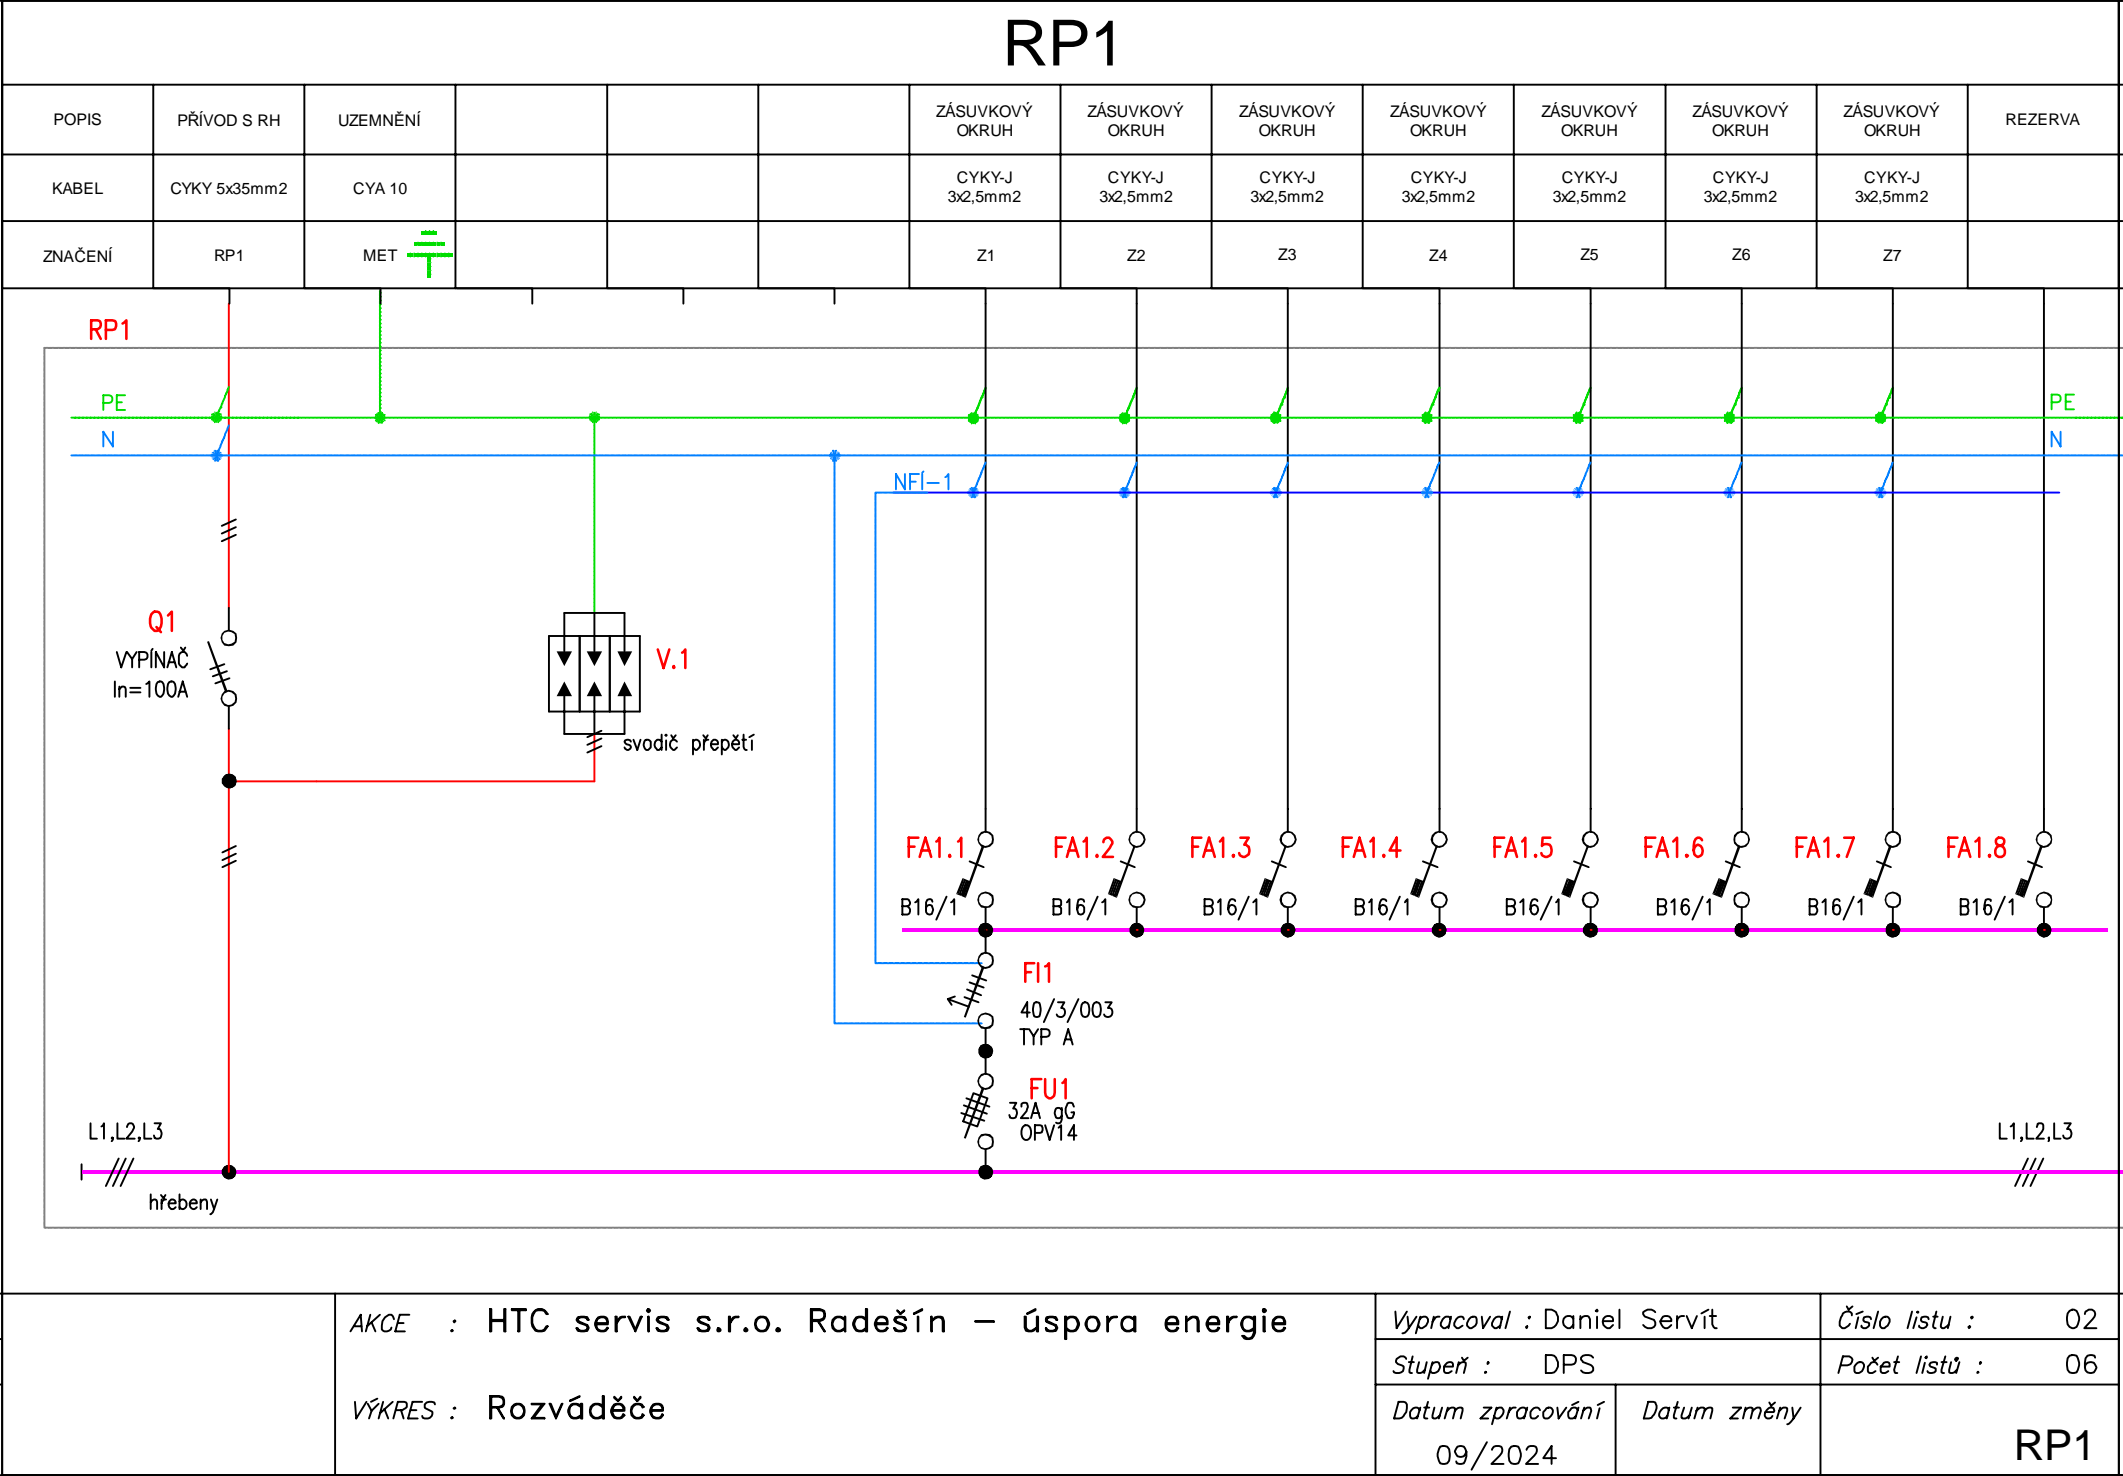 RP1
POPIS
PŘÍVOD S RH
UZEMNĚNÍ
ZÁSUVKOVÝ
OKRUH
ZÁSUVKOVÝ
OKRUH
ZÁSUVKOVÝ
OKRUH
ZÁSUVKOVÝ
OKRUH
ZÁSUVKOVÝ
OKRUH
ZÁSUVKOVÝ
OKRUH
ZÁSUVKOVÝ
OKRUH
REZERVA
KABEL
CYKY 5x35mm2
CYA 10
CYKY-J
3x2,5mm2
CYKY-J
3x2,5mm2
CYKY-J
3x2,5mm2
CYKY-J
3x2,5mm2
CYKY-J
3x2,5mm2
CYKY-J
3x2,5mm2
CYKY-J
3x2,5mm2
ZNAČENÍ
RP1
MET
Z1
Z2
Z3
Z4
Z5
Z6
Z7
RP1
PE
PE
N
N
NFÍ-1
Q1
VYPÍNAČ
In=100A
V.1
svodič přepětí
FA1.1
B16/1
FA1.2
B16/1
FA1.3
B16/1
FA1.4
B16/1
FA1.5
B16/1
FA1.6
B16/1
FA1.7
B16/1
FA1.8
B16/1
FI1
40/3/003
TYP A
FU1
32A gG
OPV14
L1,L2,L3
L1,L2,L3
hřebeny
AKCE : HTC servis s.r.o. Radešín – úspora energie
VÝKRES : Rozváděče
Vypracoval : Daniel Servít
Číslo listu : 02
Stupeň : DPS
Počet listů : 06
Datum zpracování
09/2024
Datum změny
RP1